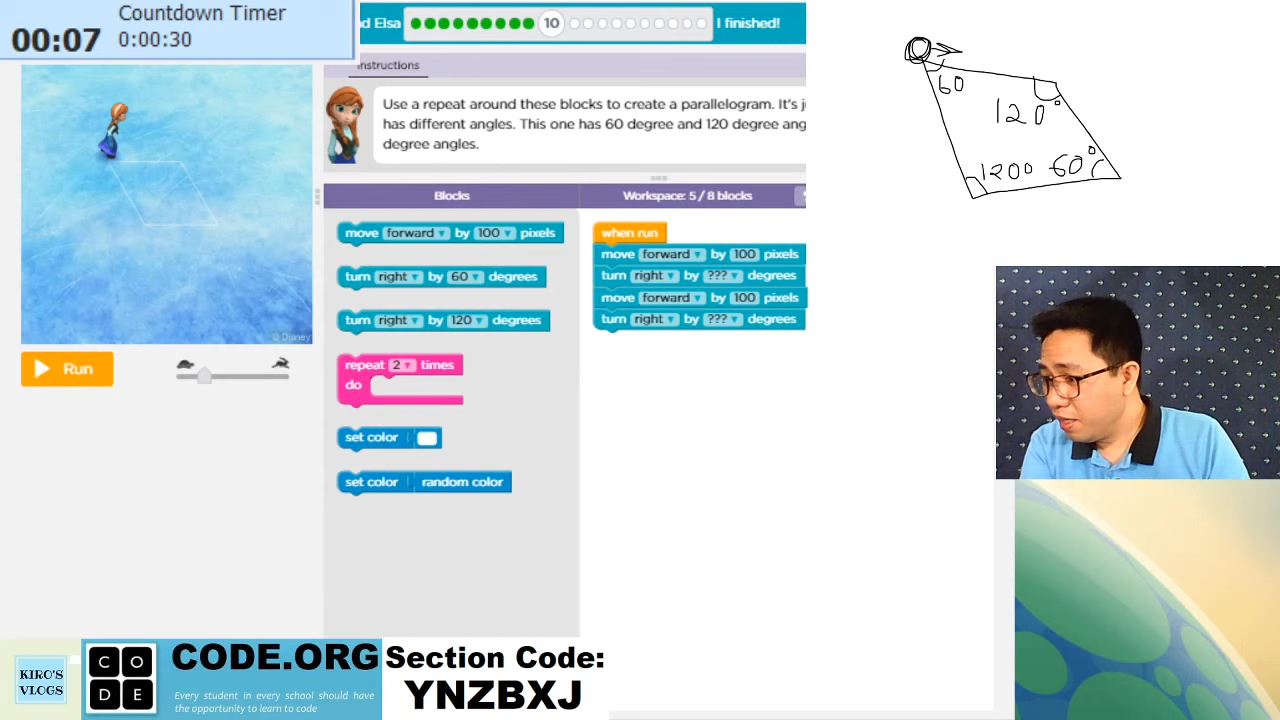 Countdown Timer
00:07
0:00:30
d Elsa
10
I finished!
Instructions
Use a repeat around these blocks to create a parallelogram. It's j
has different angles. This one has 60 degree and 120 degree ang
degree angles.
Blocks
Workspace: 5 / 8 blocks
move forward by 100 pixels
turn right by 60 degrees
turn right by 120 degrees
repeat 2 times
do
set color
set color random color
when run
move forward by 100 pixels
turn right by ??? degrees
move forward by 100 pixels
turn right by ??? degrees
© Disney
Run
60
120°
1200 60°
KIRO'S
VLOGS
C O
D E
CODE.ORG
Every student in every school should have
the opportunity to learn to code
Section Code:
YNZBXJ